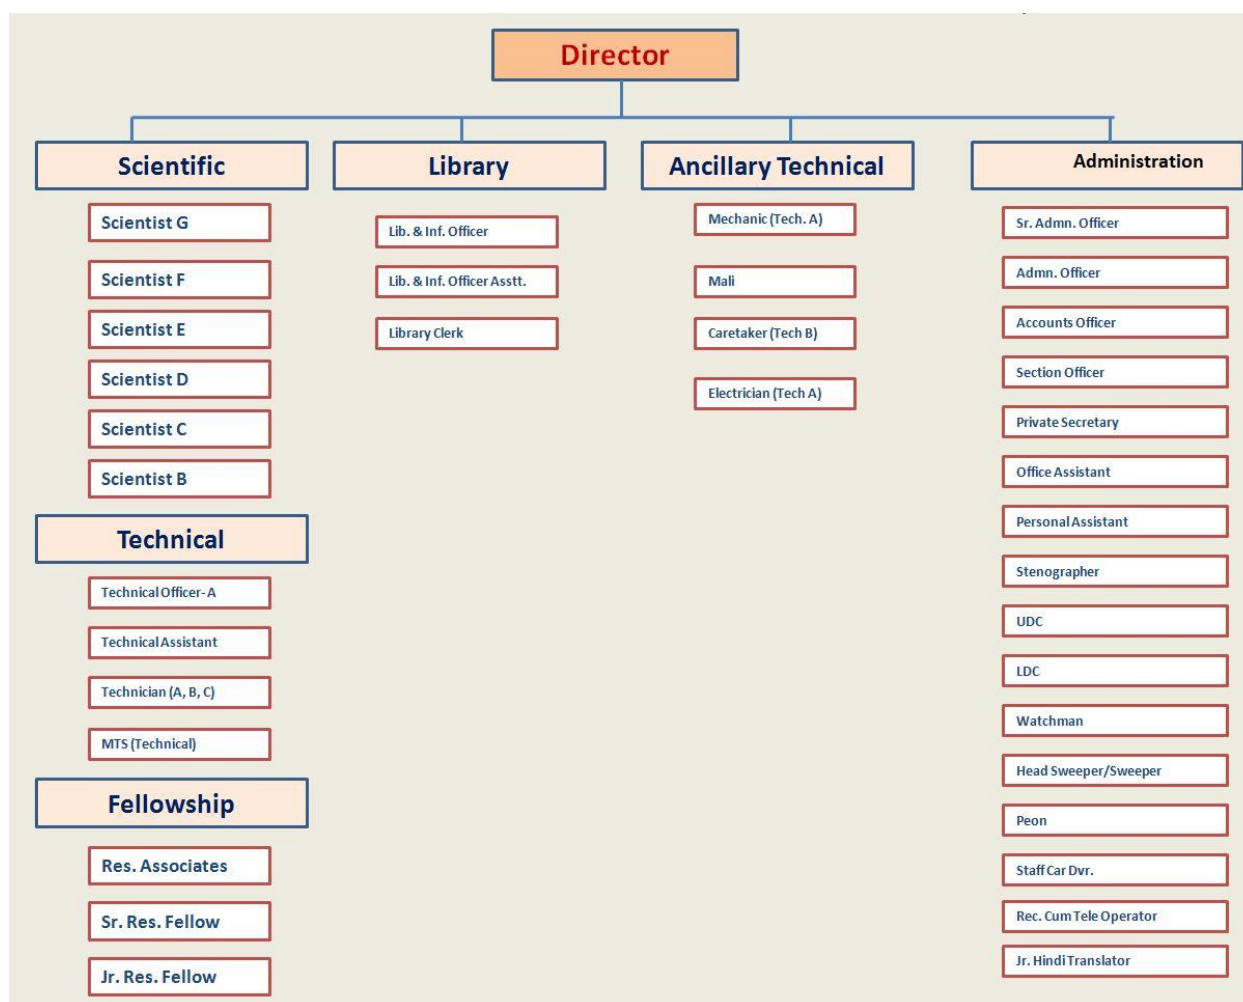 Director
Scientific
Scientist G
Scientist F
Scientist E
Scientist D
Scientist C
Scientist B
Technical
Technical Officer-A
Technical Assistant
Technician (A, B, C)
MTS (Technical)
Fellowship
Res. Associates
Sr. Res. Fellow
Jr. Res. Fellow
Library
Lib. & Inf. Officer
Lib. & Inf. Officer Asstt.
Library Clerk
Ancillary Technical
Mechanic (Tech. A)
Mali
Caretaker (Tech B)
Electrician (Tech A)
Administration
Sr. Admn. Officer
Admn. Officer
Accounts Officer
Section Officer
Private Secretary
Office Assistant
Personal Assistant
Stenographer
UDC
LDC
Watchman
Head Sweeper/Sweeper
Peon
Staff Car Dvr.
Rec. Cum Tele Operator
Jr. Hindi Translator